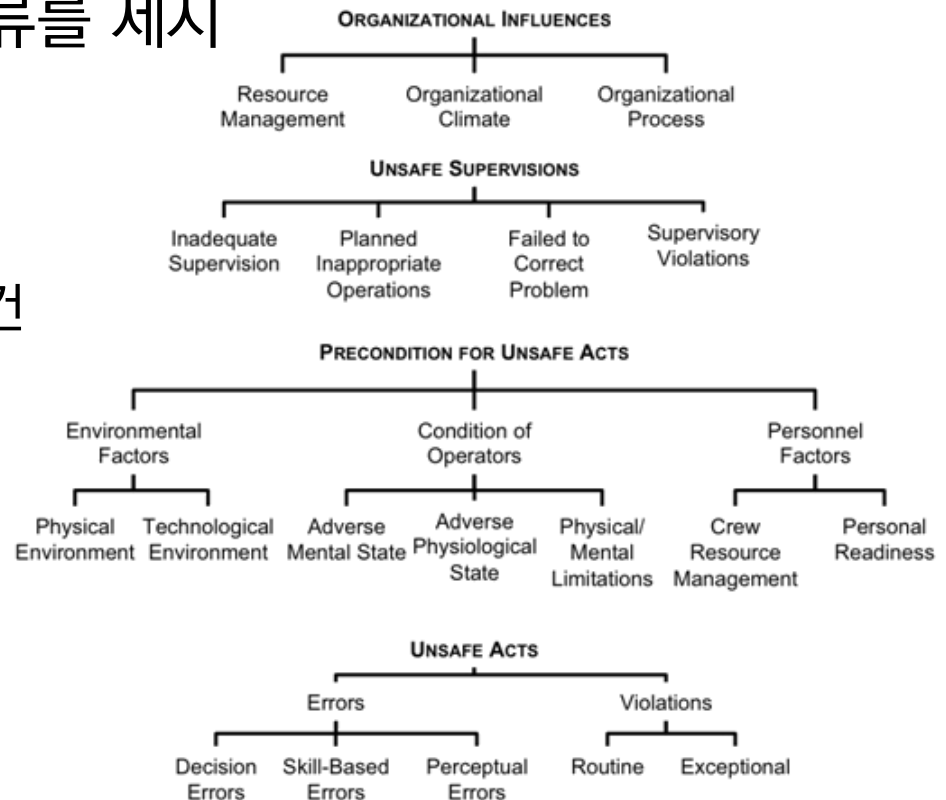 류를 제시
ORGANIZATIONAL INFLUENCES
Resource
Management
Organizational
Climate
Organizational
Process
UNSAFE SUPERVISIONS
Inadequate
Supervision
Planned
Inappropriate
Operations
Failed to
Correct
Problem
Supervisory
Violations
건
PRECONDITION FOR UNSAFE ACTS
Environmental
Factors
Condition of
Operators
Personnel
Factors
Physical
Environment
Technological
Environment
Adverse
Mental State
Adverse
Physiological
State
Physical/
Mental
Limitations
Crew
Resource
Management
Personal
Readiness
UNSAFE ACTS
Errors
Violations
Decision
Errors
Skill-Based
Errors
Perceptual
Errors
Routine
Exceptional